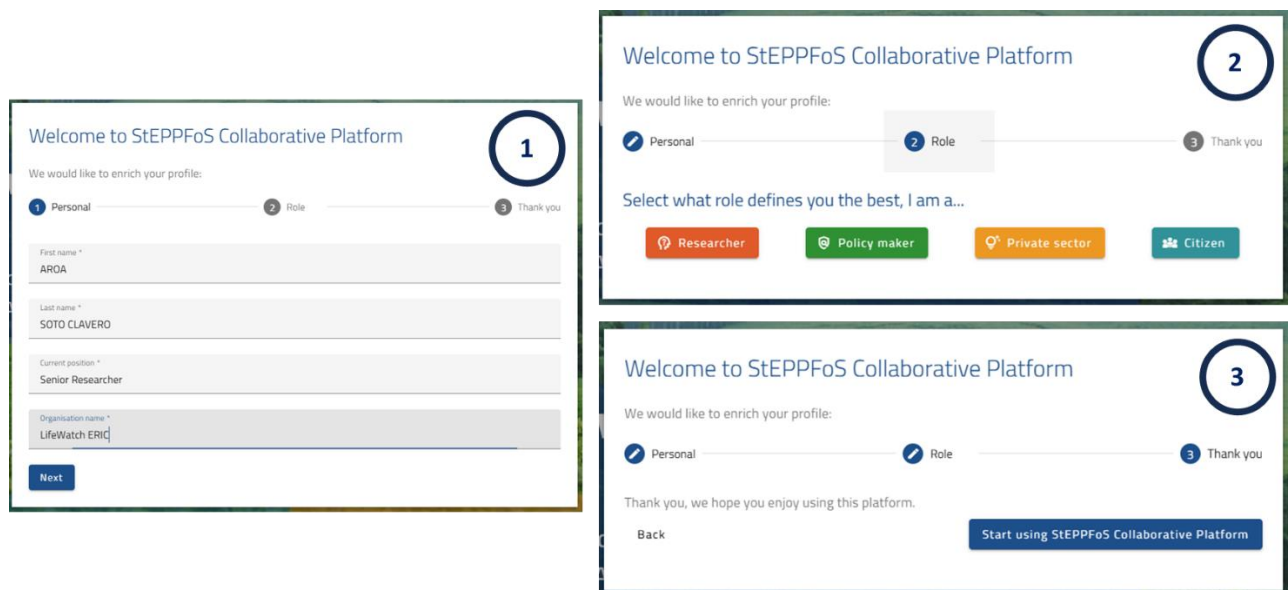 Welcome to StEPPFoS Collaborative Platform
1
We would like to enrich your profile:
1 Personal 2 Role 3 Thank you
First name *
AROA
Last name *
SOTO CLAVERO
Current position *
Senior Researcher
Organisation name *
LifeWatch ERIC
Next
Welcome to StEPPFoS Collaborative Platform
2
We would like to enrich your profile:
Personal 2 Role 3 Thank you
Select what role defines you the best, I am a...
Researcher Policy maker Private sector Citizen
Welcome to StEPPFoS Collaborative Platform
3
We would like to enrich your profile:
Personal Role 3 Thank you
Thank you, we hope you enjoy using this platform.
Back Start using StEPPFoS Collaborative Platform